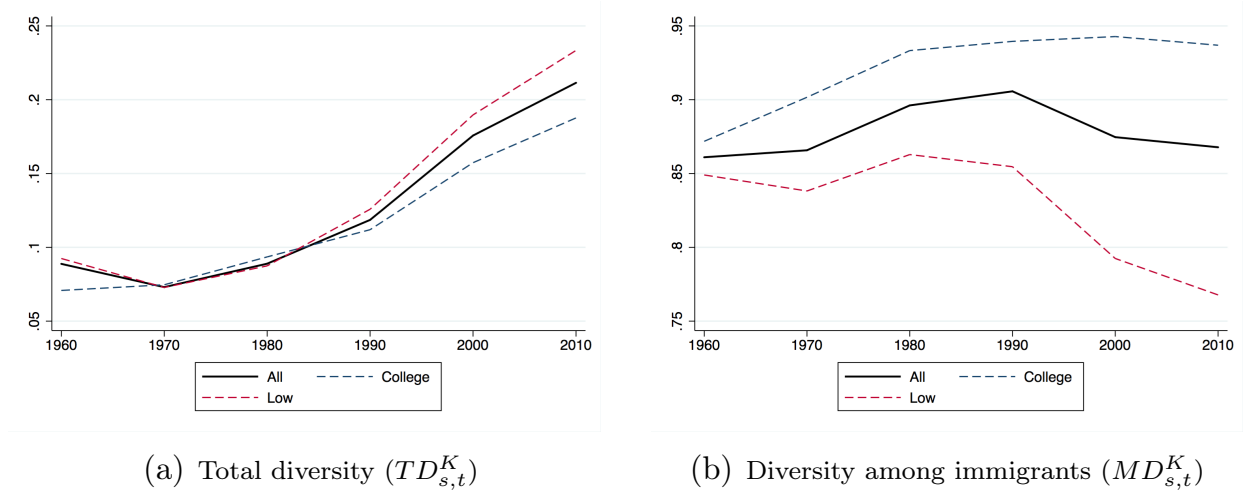 .25
.2
.15
.1
.05
1960 1970 1980 1990 2000 2010
All College
Low
(a) Total diversity (TD^K_{s,t})
.95
.9
.85
.8
.75
1960 1970 1980 1990 2000 2010
All College
Low
(b) Diversity among immigrants (MD^K_{s,t})